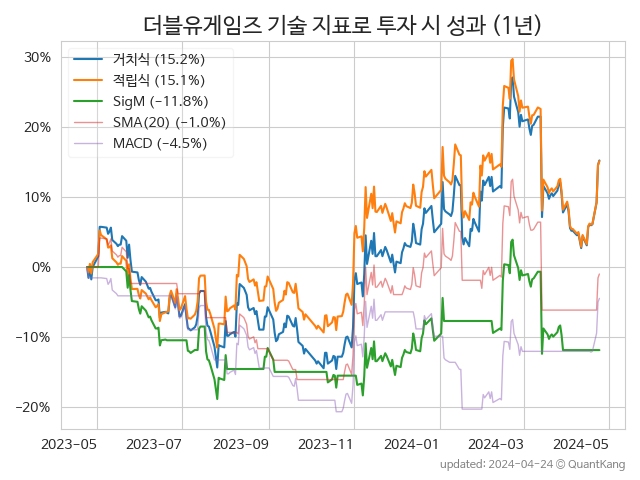 더블유게임즈 기술 지표로 투자 시 성과 (1년)
거치식 (15.2%)
적립식 (15.1%)
SigM (−11.8%)
SMA(20) (−1.0%)
MACD (−4.5%)
30%
20%
10%
0%
−10%
−20%
2023-05 2023-07 2023-09 2023-11 2024-01 2024-03 2024-05
updated: 2024-04-24 © QuantKang